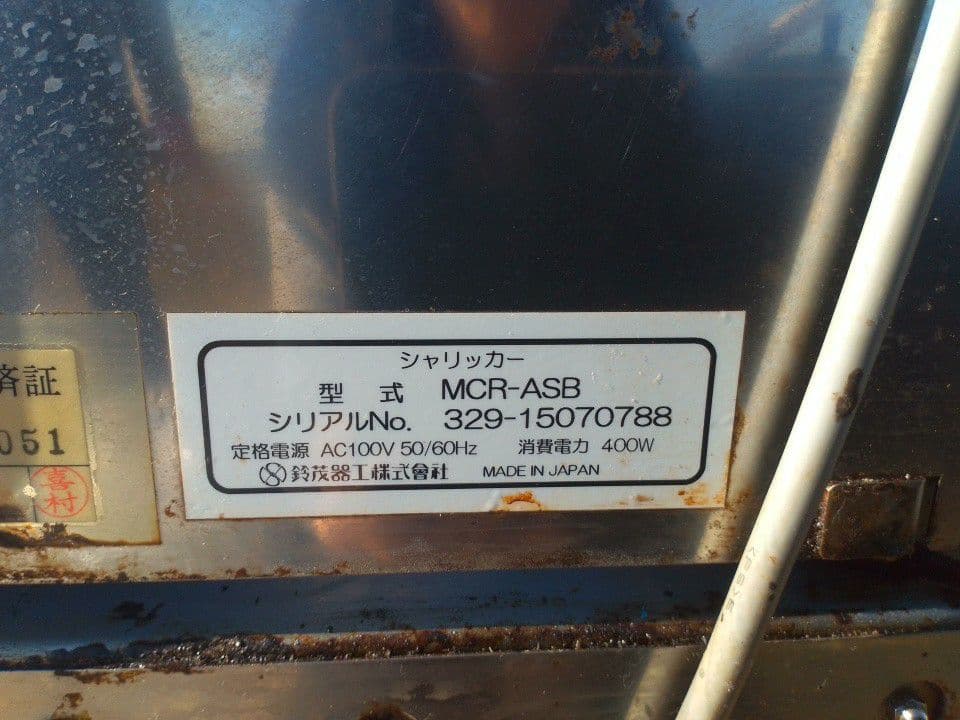 シャリッカー
型 式 MCR-ASB
シリアルNo. 329-15070788
定格電源 AC100V 50/60Hz 消費電力 400W
鈴茂器工株式會社 MADE IN JAPAN
済証
051
喜村